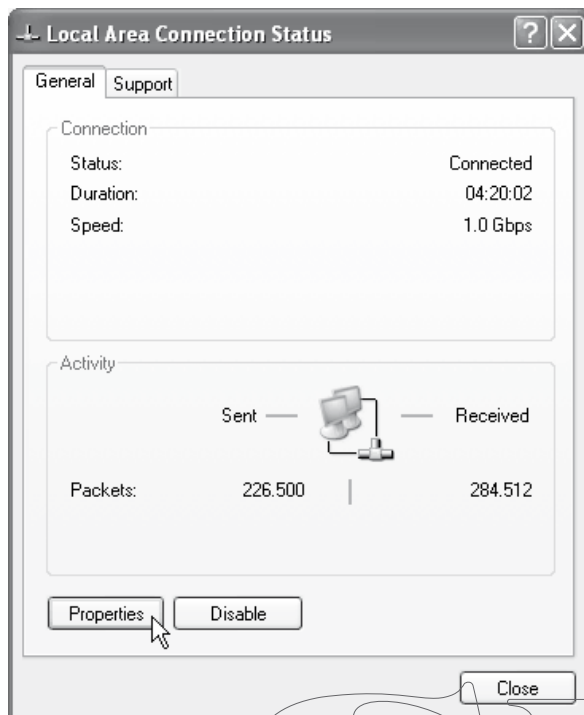 Local Area Connection Status
General Support
Connection
Status: Connected
Duration: 04:20:02
Speed: 1.0 Gbps
Activity
Sent Received
Packets: 226.500 284.512
Properties Disable
Close